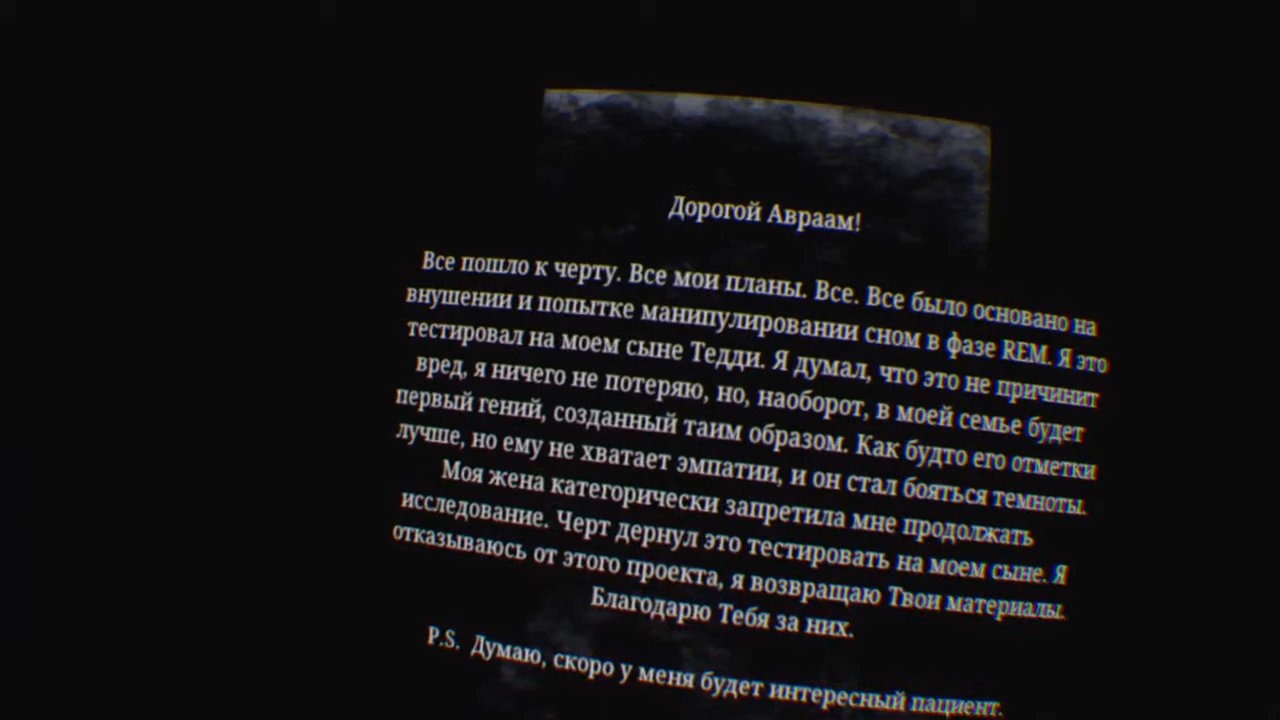 Дорогой Авраам!
Все пошло к черту. Все мои планы. Все. Все было основано на
внушении и попытке манипулировании сном в фазе REM. Я это
тестировал на моем сыне Тедди. Я думал, что это не причинит
вред, я ничего не потеряю, но, наоборот, в моей семье будет
первый гений, созданный таим образом. Как будто его отметки
лучше, но ему не хватает эмпатии, и он стал бояться темноты.
Моя жена категорически запретила мне продолжать
исследование. Черт дернул это тестировать на моем сыне. Я
отказываюсь от этого проекта, я возвращаю Твои материалы.
Благодарю Тебя за них.
P.S. Думаю, скоро у меня будет интересный пациент.